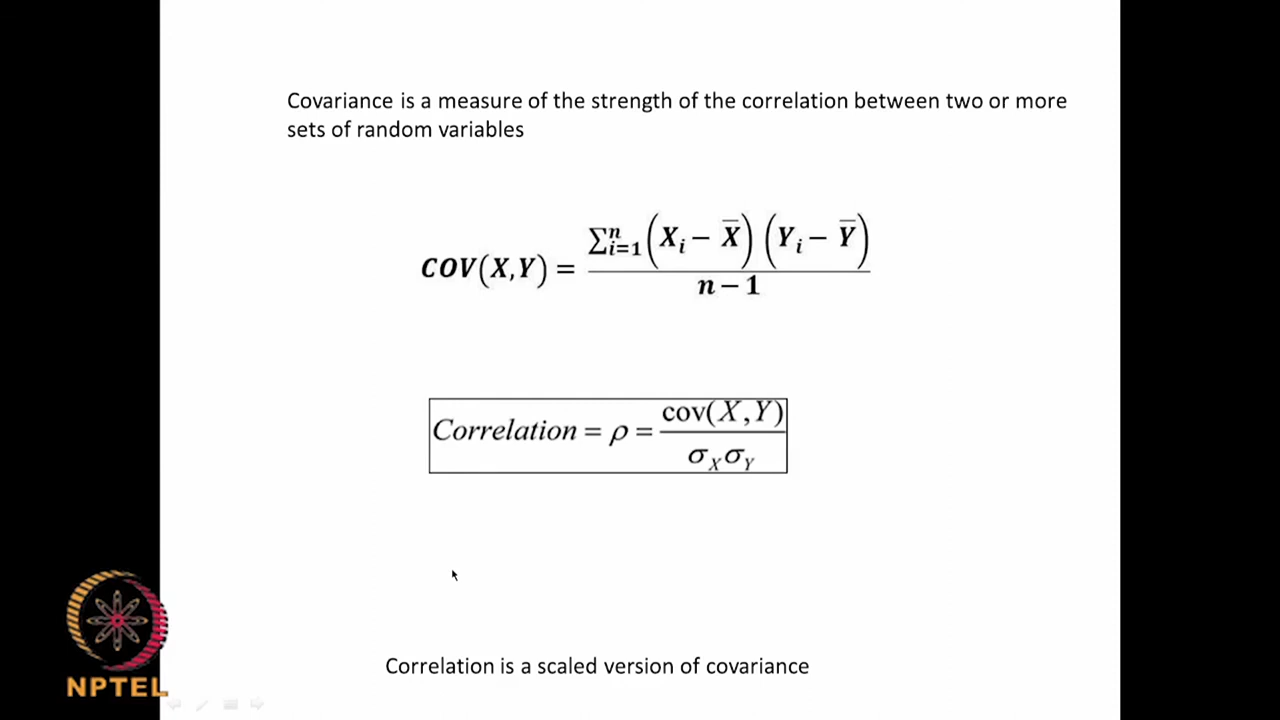 Covariance is a measure of the strength of the correlation between two or more
sets of random variables
COV(X,Y) = ∑ⁿᵢ₌₁(Xᵢ − X̅)(Yᵢ − Y̅) / n − 1
Correlation = ρ = cov(X,Y) / σ_X σ_Y
Correlation is a scaled version of covariance
NPTEL